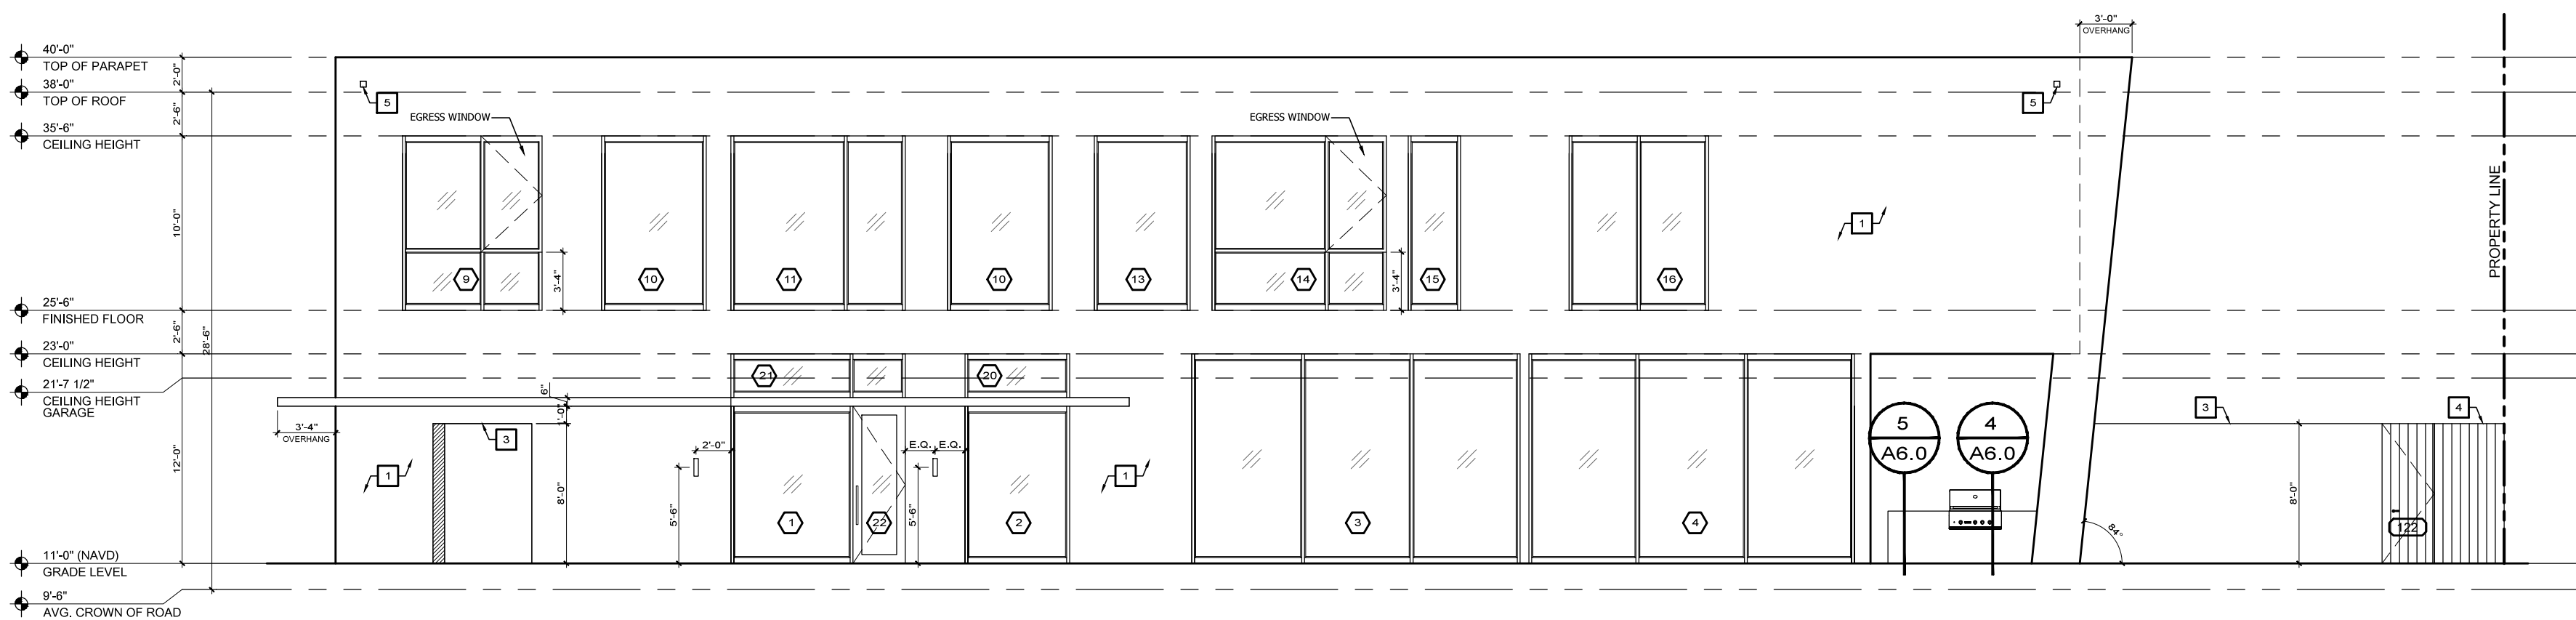 3'-0"
OVERHANG
40'-0"
TOP OF PARAPET
2'-0"
38'-0"
TOP OF ROOF
5
5
2'-6"
EGRESS WINDOW
EGRESS WINDOW
35'-6"
CEILING HEIGHT
PROPERTY LINE
10'-0"
1
9
3'-4"
10
11
10
13
14
3'-4"
15
16
25'-6"
FINISHED FLOOR
2'-6"
28'-6"
23'-0"
CEILING HEIGHT
21'-7 1/2"
CEILING HEIGHT
GARAGE
21
20
6"
1'-0"
3'-4"
OVERHANG
3
2'-0"
E.Q.
E.Q.
5
A6.0
4
A6.0
3
4
12'-0"
1
8'-0"
5'-6"
1
22
5'-6"
2
1
3
4
84°
8'-0"
122
11'-0" (NAVD)
GRADE LEVEL
9'-6"
AVG, CROWN OF ROAD